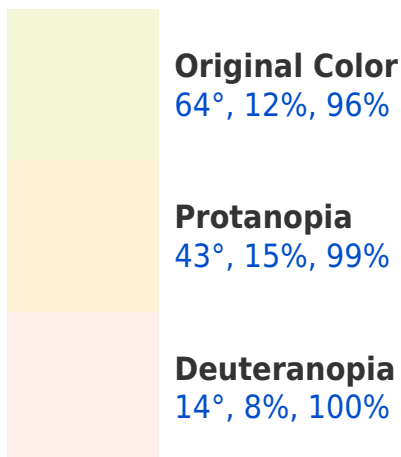 Original Color
64°, 12%, 96%
Protanopia
43°, 15%, 99%
Deuteranopia
14°, 8%, 100%